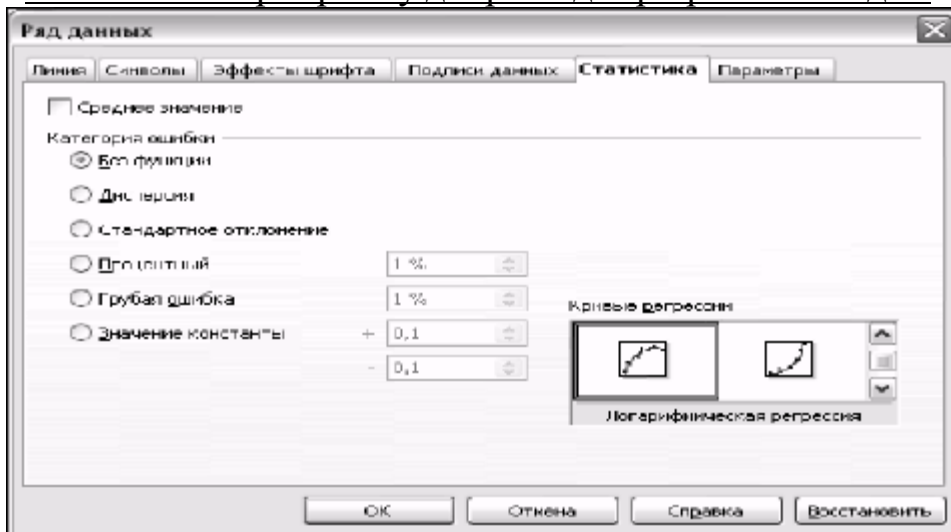 Ряд данных
Линия Символы Эффекты шрифта Подписи данных Статистика Параметры
Среднее значение
Категория ошибки
Без функции
Дисперсия
Стандартное отклонение
Процентный 1 %
Грубая ошибка 1 %
Значение константы + 0,1
- 0,1
Кривые регрессии
Логарифмическая регрессия
ОК Отмена Справка Восстановить